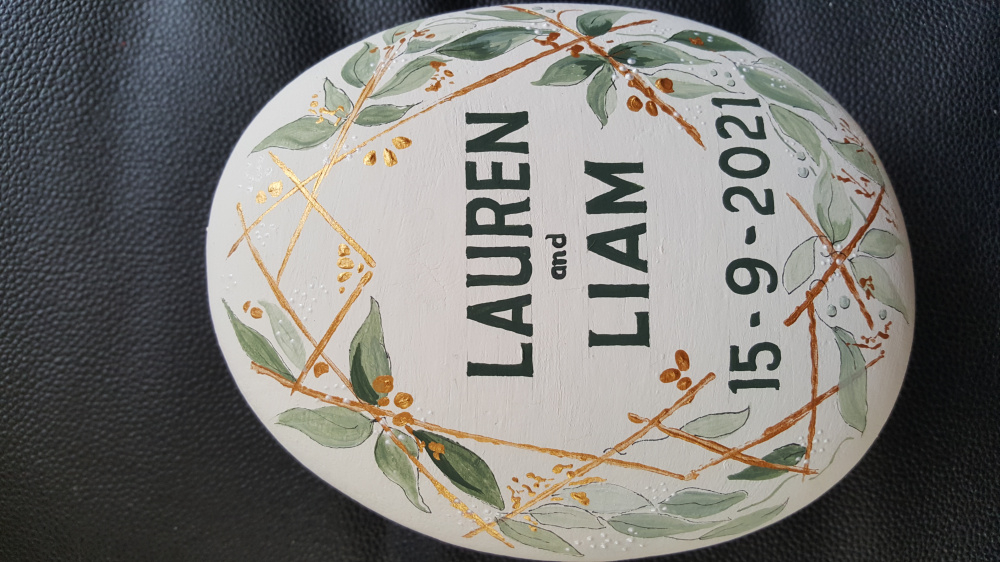 LAUREN
and
LIAM
15-9-2021